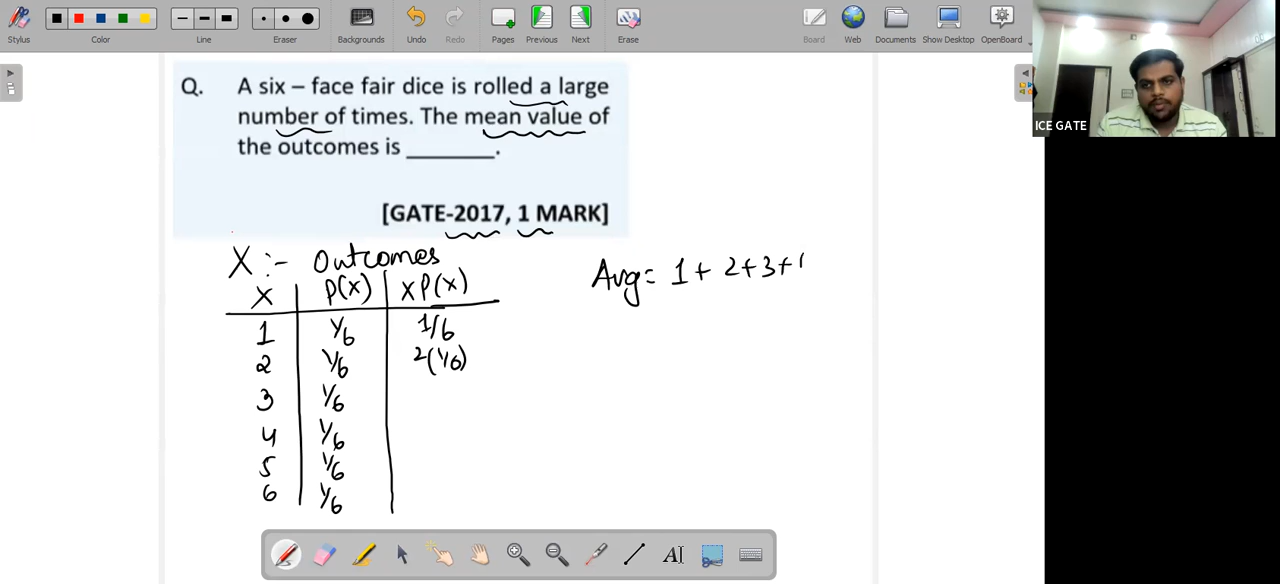 Stylus
Color
Line
Eraser
Backgrounds
Undo
Redo
Pages
Previous
Next
Erase
Board
Web
Documents
Show Desktop
OpenBoard
ICE GATE
Q. A six – face fair dice is rolled a large
number of times. The mean value of
the outcomes is ________.
[GATE-2017, 1 MARK]
X :- Outcomes
X P(X) XP(X)
1 1/6 1/6
2 1/6 2(1/6)
3 1/6
4 1/6
5 1/6
6 1/6
Avg= 1+ 2+3+